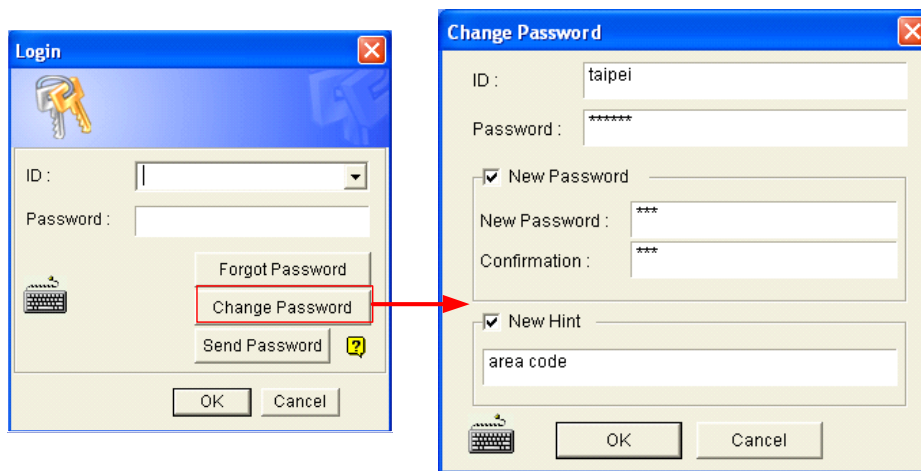 Login
ID :
Password :
Forgot Password
Change Password
Send Password
?
OK Cancel
Change Password
ID : taipei
Password : ******
New Password
New Password : ***
Confirmation : ***
New Hint
area code
OK Cancel